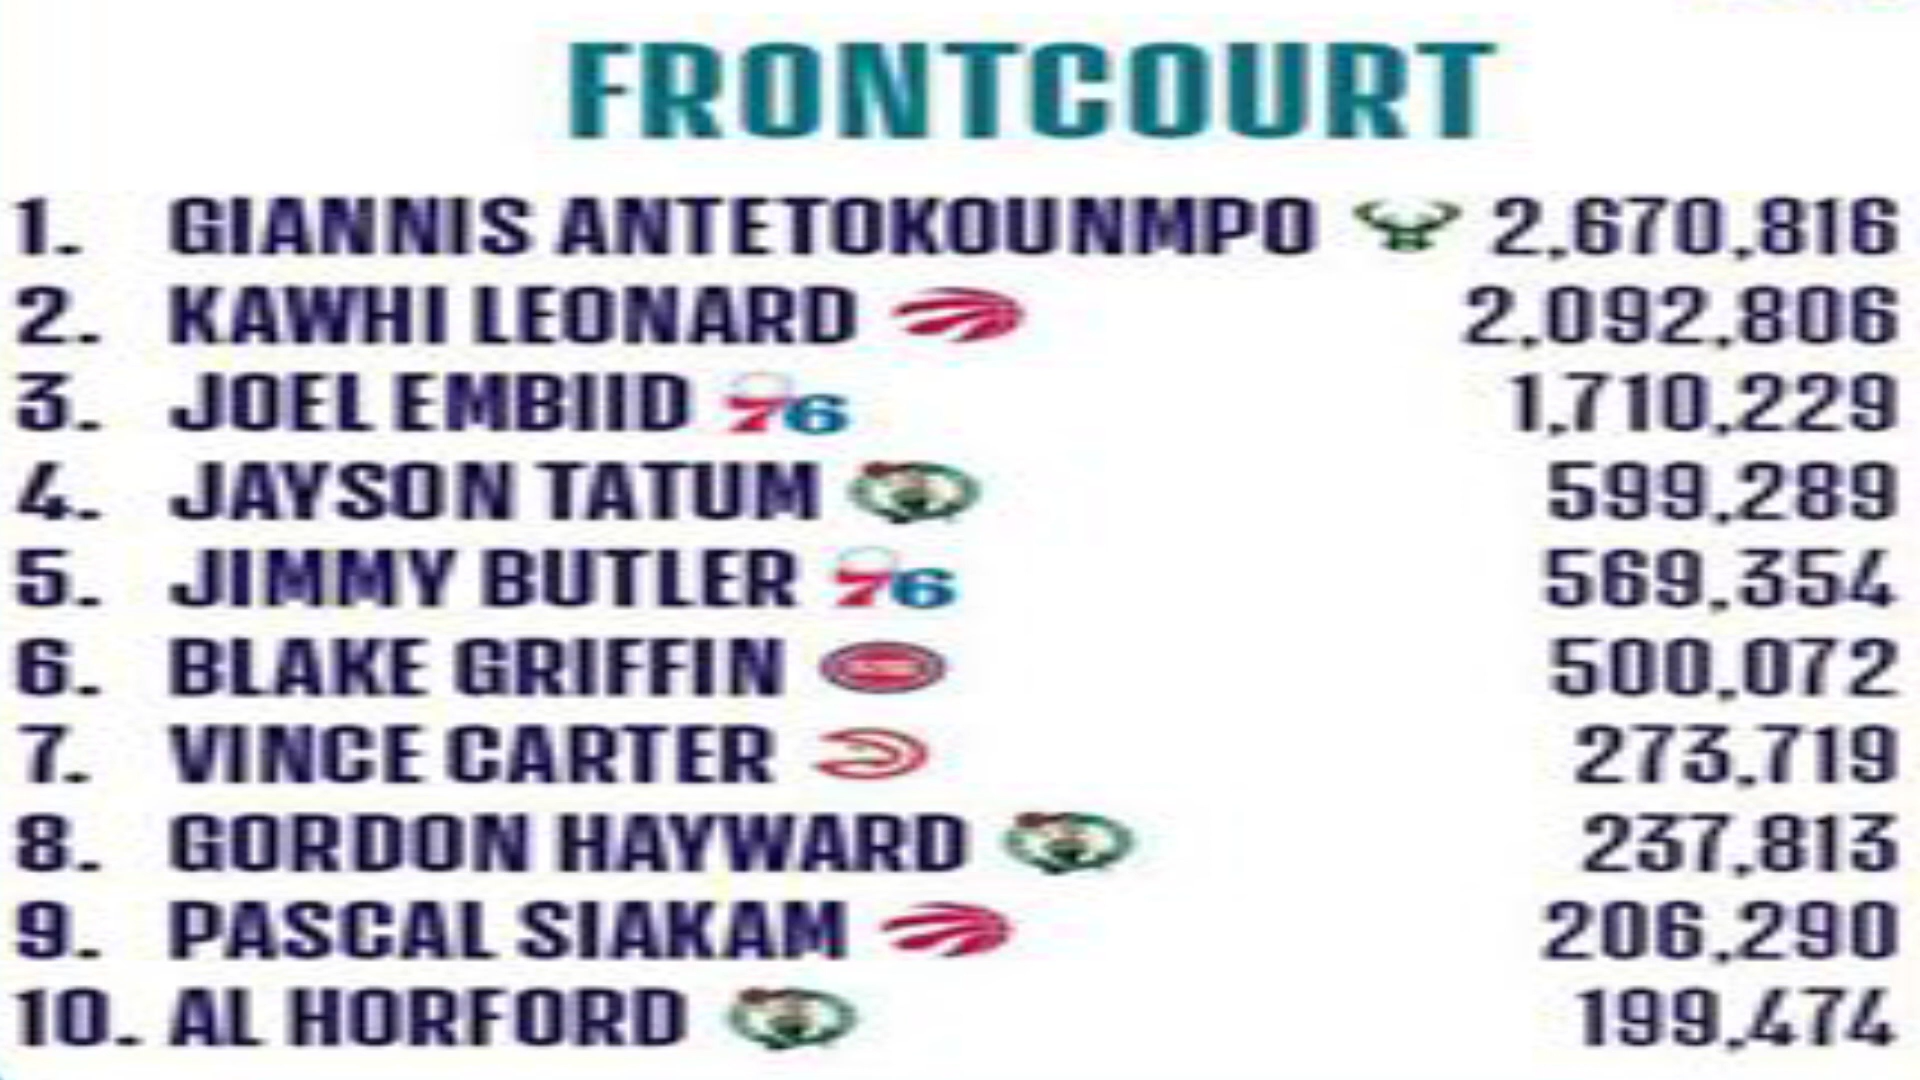 FRONTCOURT
1. GIANNIS ANTETOKOUNMPO 2,670,816
2. KAWHI LEONARD 2,092,806
3. JOEL EMBIID 76 1,710,229
4. JAYSON TATUM 599,289
5. JIMMY BUTLER 76 569,354
6. BLAKE GRIFFIN 500,072
7. VINCE CARTER 273,719
8. GORDON HAYWARD 237,813
9. PASCAL SIAKAM 206,290
10. AL HORFORD 199,474